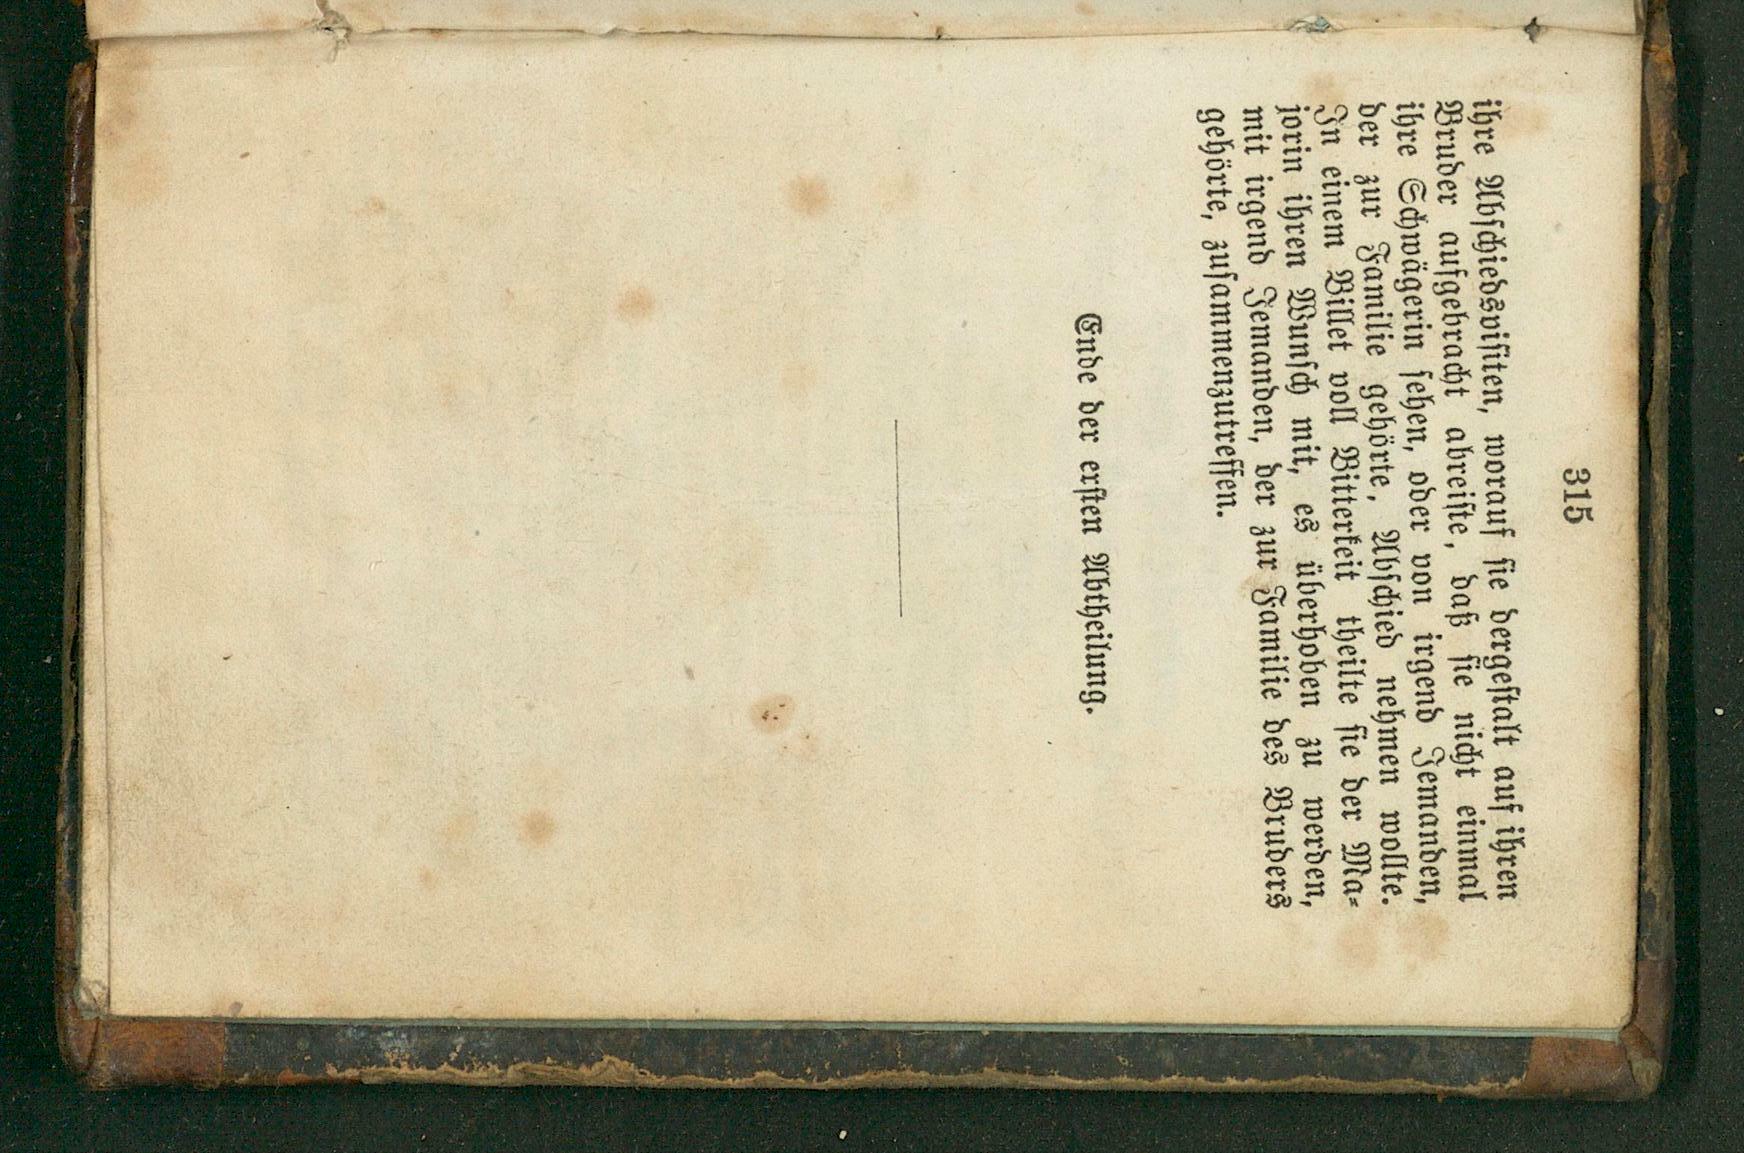 315
ihre Abschiedsvisiten, worauf sie dergestalt auf ihren
Bruder aufgebracht abreiste, daß sie nicht einmal
ihre Schwägerin sehen, oder von irgend Jemanden,
der zur Familie gehörte, Abschied nehmen wollte.
In einem Billet voll Bitterkeit theilte sie der Ma-
jorin ihren Wunsch mit, es überhoben zu werden,
mit irgend Jemanden, der zur Familie des Bruders
gehörte, zusammenzutreffen.
Ende der ersten Abtheilung.